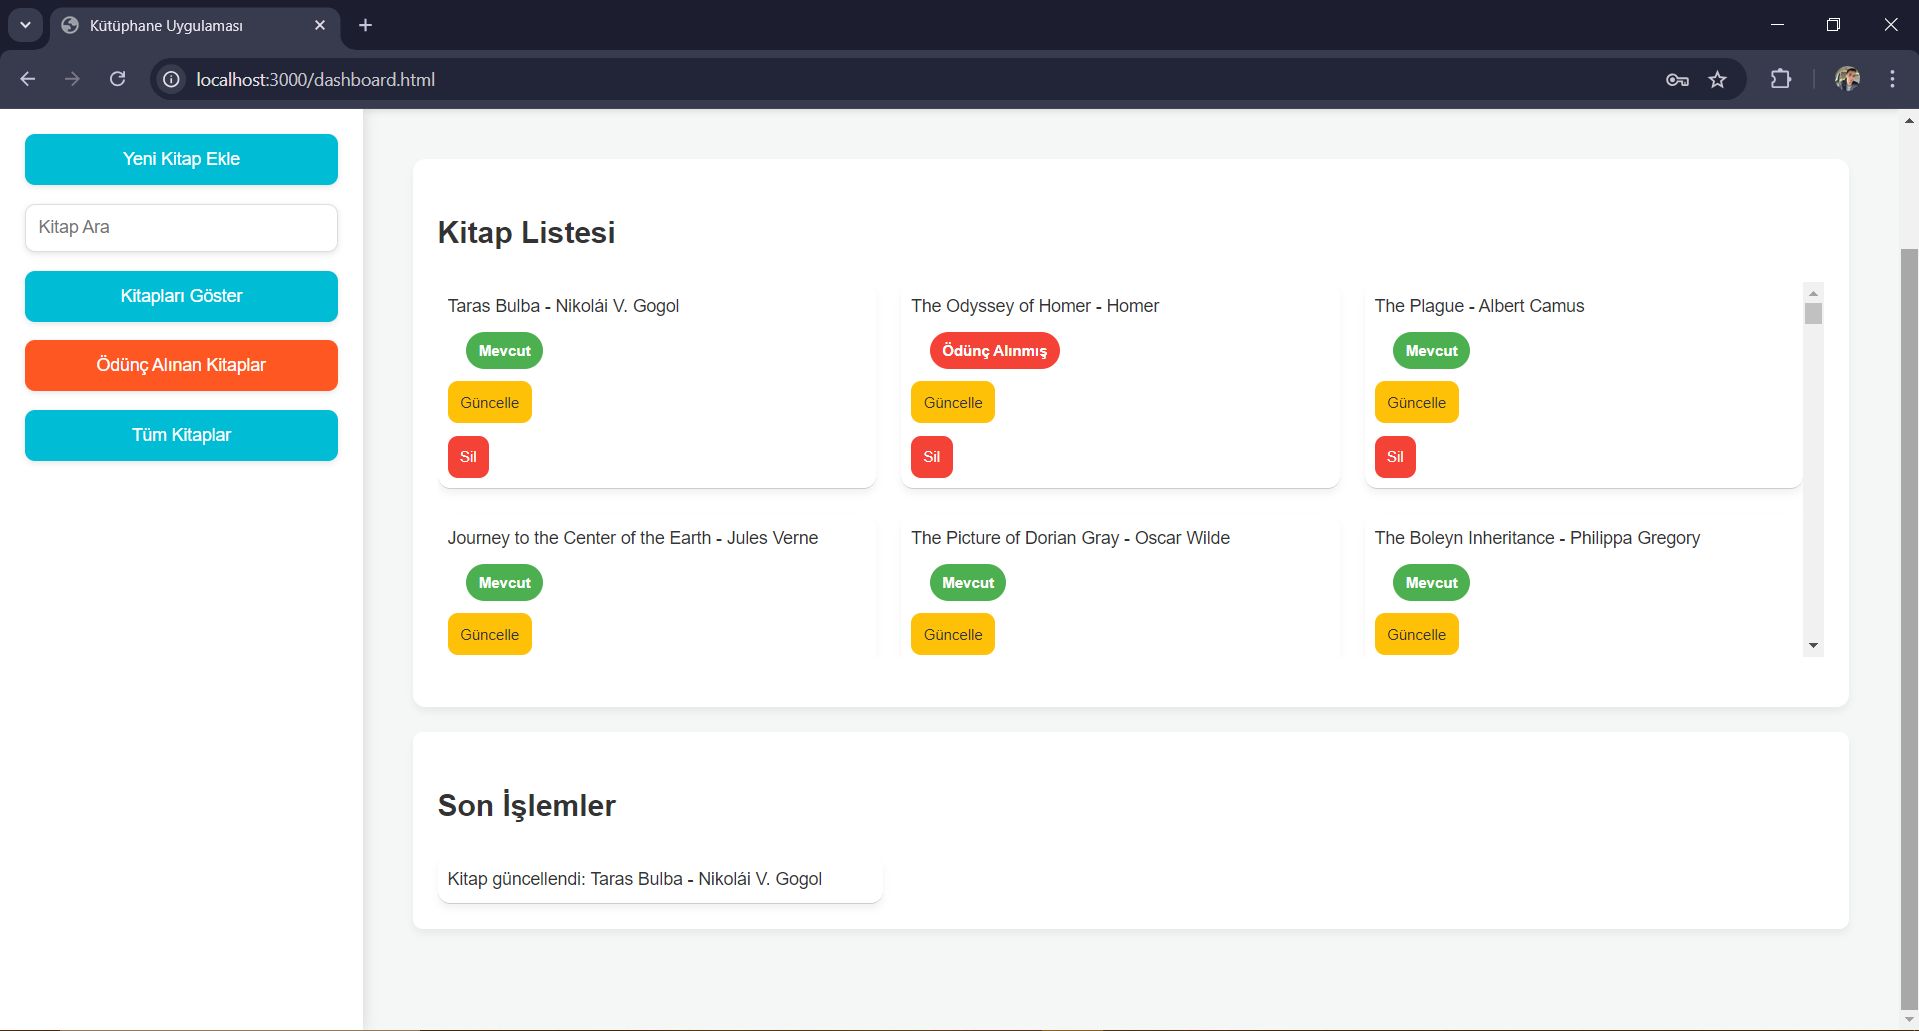 Kütüphane Uygulaması
localhost:3000/dashboard.html
Yeni Kitap Ekle
Kitap Ara
Kitapları Göster
Ödünç Alınan Kitaplar
Tüm Kitaplar
Kitap Listesi
Taras Bulba - Nikolái V. Gogol
Mevcut
Güncelle
Sil
The Odyssey of Homer - Homer
Ödünç Alınmış
Güncelle
Sil
The Plague - Albert Camus
Mevcut
Güncelle
Sil
Journey to the Center of the Earth - Jules Verne
Mevcut
Güncelle
The Picture of Dorian Gray - Oscar Wilde
Mevcut
Güncelle
The Boleyn Inheritance - Philippa Gregory
Mevcut
Güncelle
Son İşlemler
Kitap güncellendi: Taras Bulba - Nikolái V. Gogol